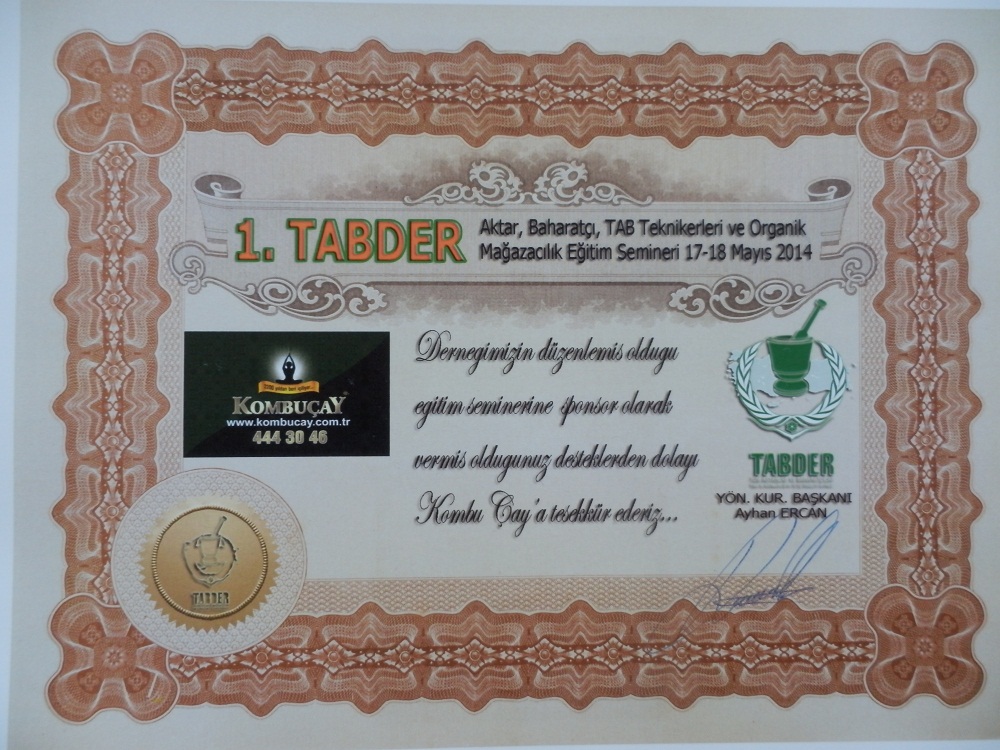 1. TABDER
Aktar, Baharatçı, TAB Teknikerleri ve Organik
Mağazacılık Eğitim Semineri 17-18 Mayıs 2014
KOMBUÇAY
www.kombucay.com.tr
444 30 46
Dernegimizin düzenlemis oldugu
egitim seminerine sponsor olarak
vermis oldugunuz desteklerden dolayı
Kombu Çay'a tesekkür ederiz...
TABDER
YÖN. KUR. BAŞKANI
Ayhan ERCAN
TABDER